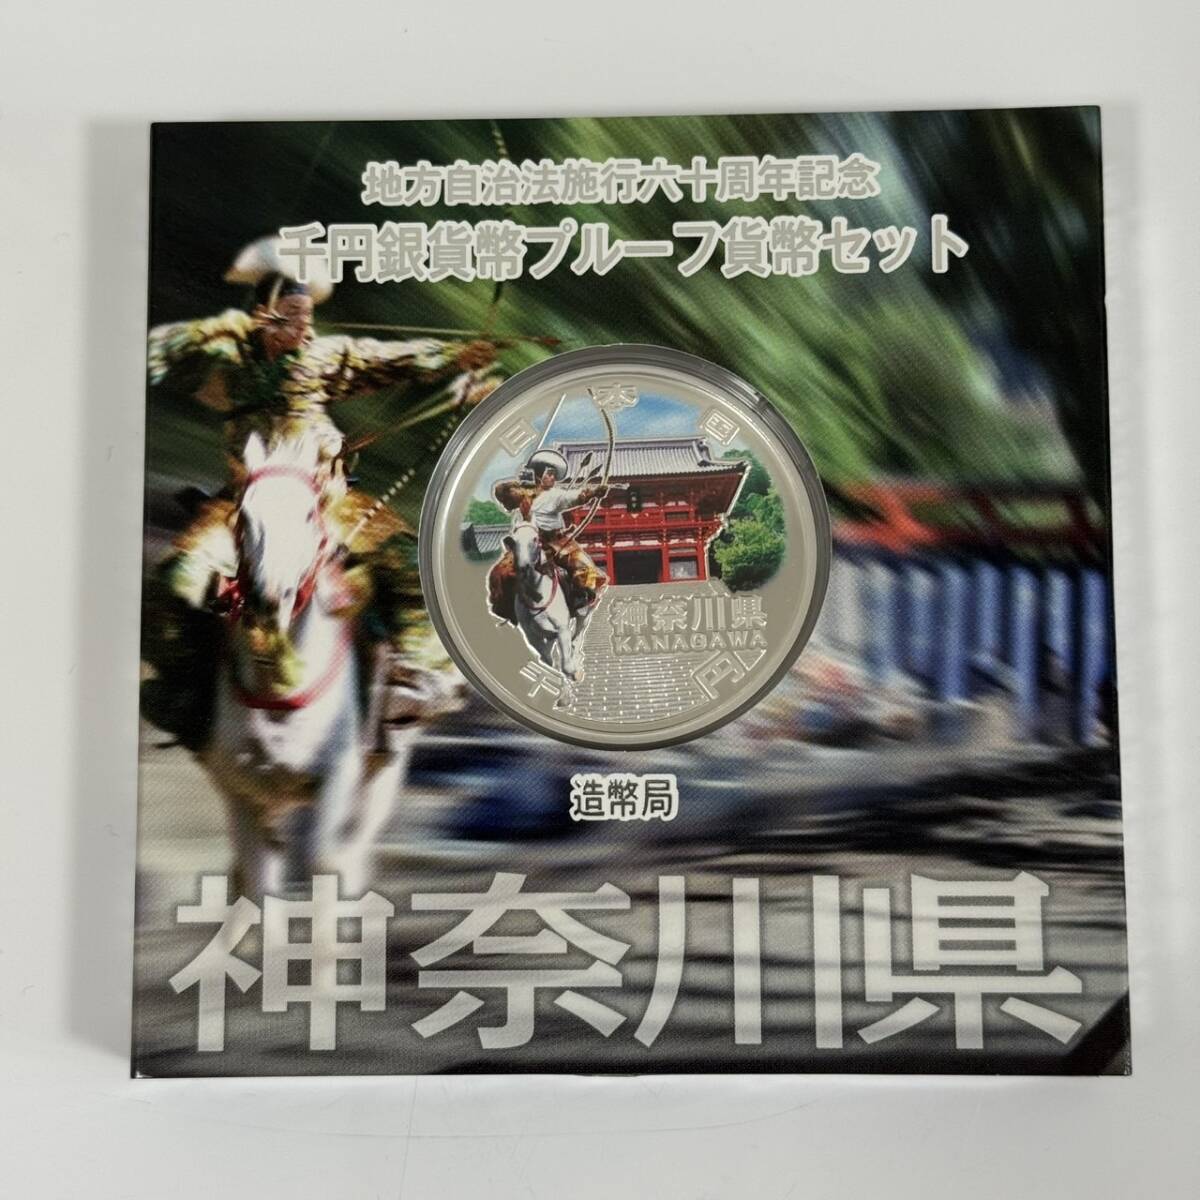 地方自治法施行六十周年記念
千円銀貨幣プルーフ貨幣セット
日本国
神奈川県
KANAGAWA
千円
造幣局
神奈川県